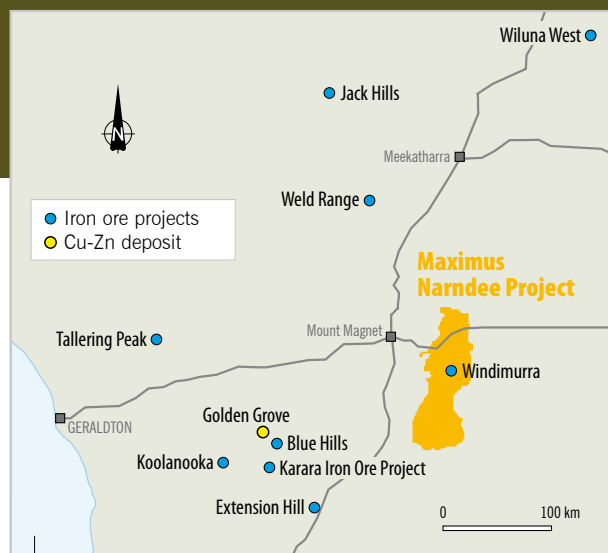 Wiluna West
Jack Hills
N
Meekatharra
Weld Range
Iron ore projects
Cu-Zn deposit
Maximus
Narndee Project
Mount Magnet
Tallering Peak
Windimurra
Golden Grove
GERALDTON
Blue Hills
Koolanooka
Karara Iron Ore Project
Extension Hill
0 100 km